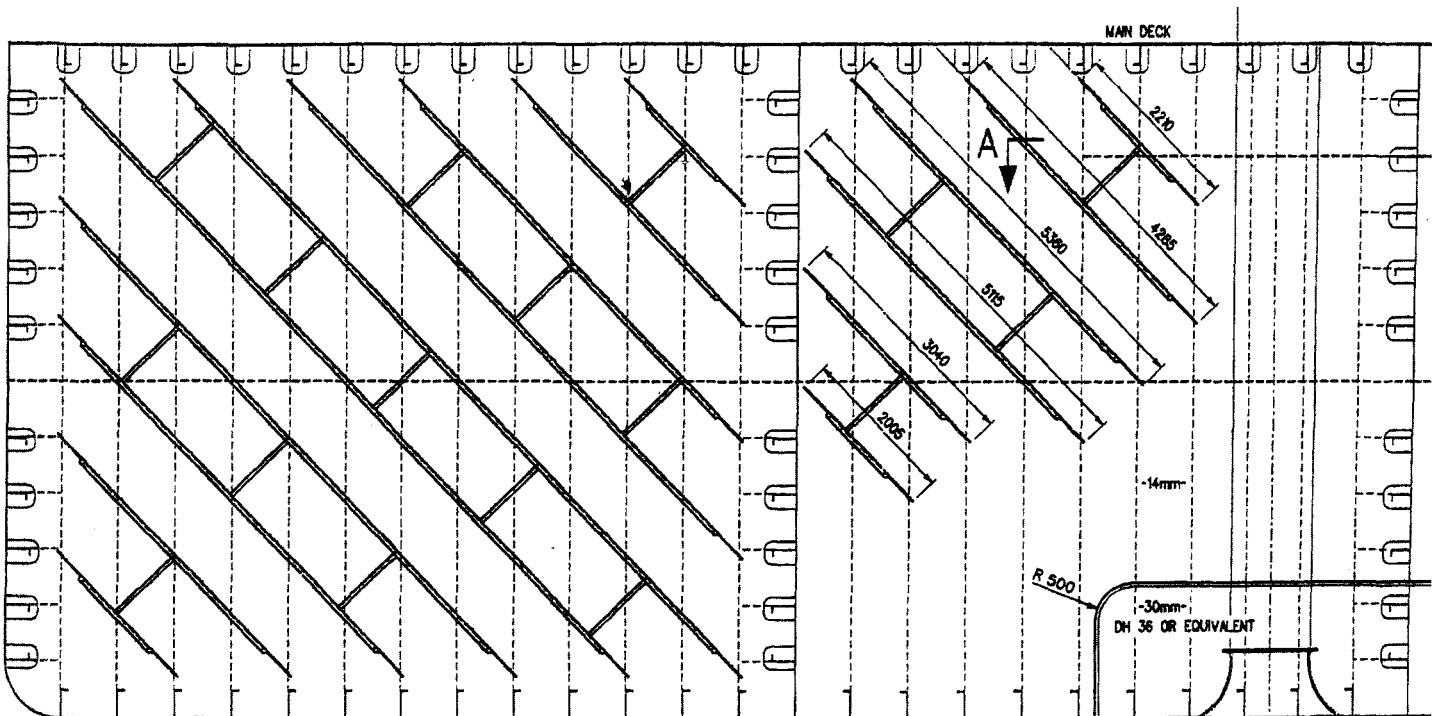 MAIN DECK
2210
A
4285
5360
5115
3040
2005
-14mm-
R 500
-30mm-
DH 36 OR EQUIVALENT